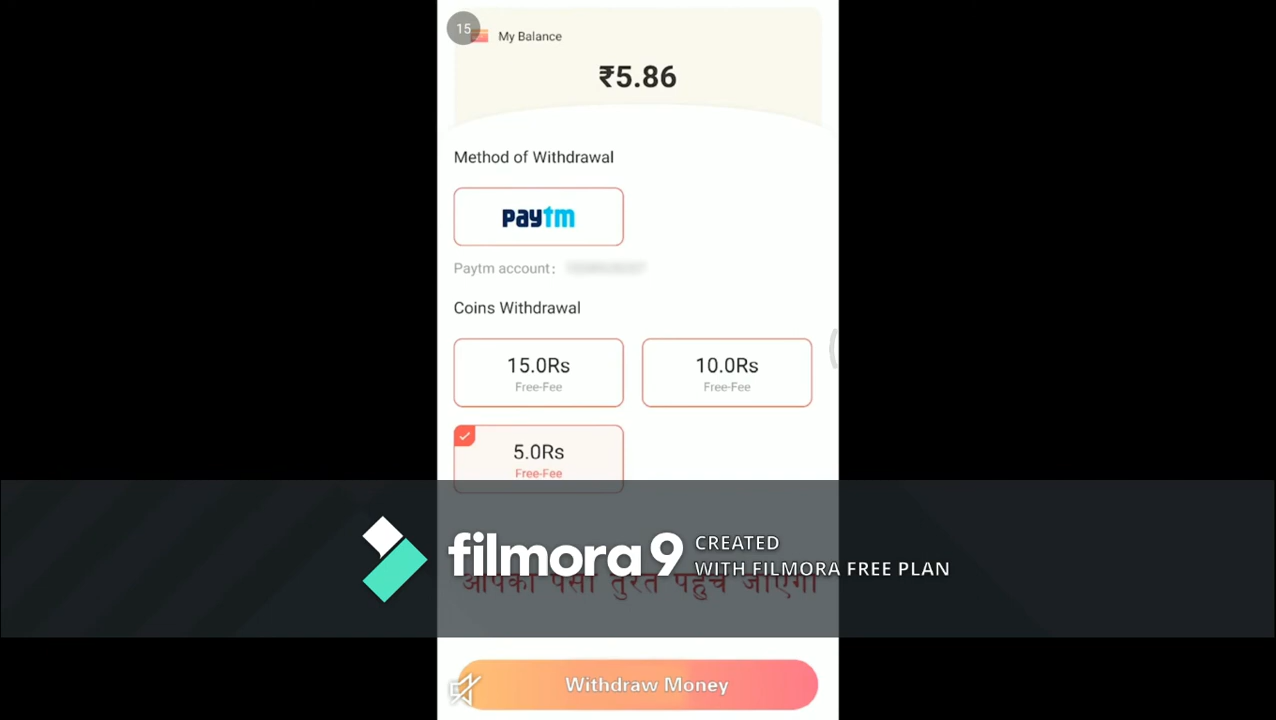 15
My Balance
₹5.86
Method of Withdrawal
paytm
Paytm account:
Coins Withdrawal
15.0Rs
10.0Rs
Free-Fee
Free-Fee
5.0Rs
Free-Fee
filmora9
CREATED
WITH FILMORA FREE PLAN
आपका पैसा तुरंत पहुंच जाएगा
Withdraw Money